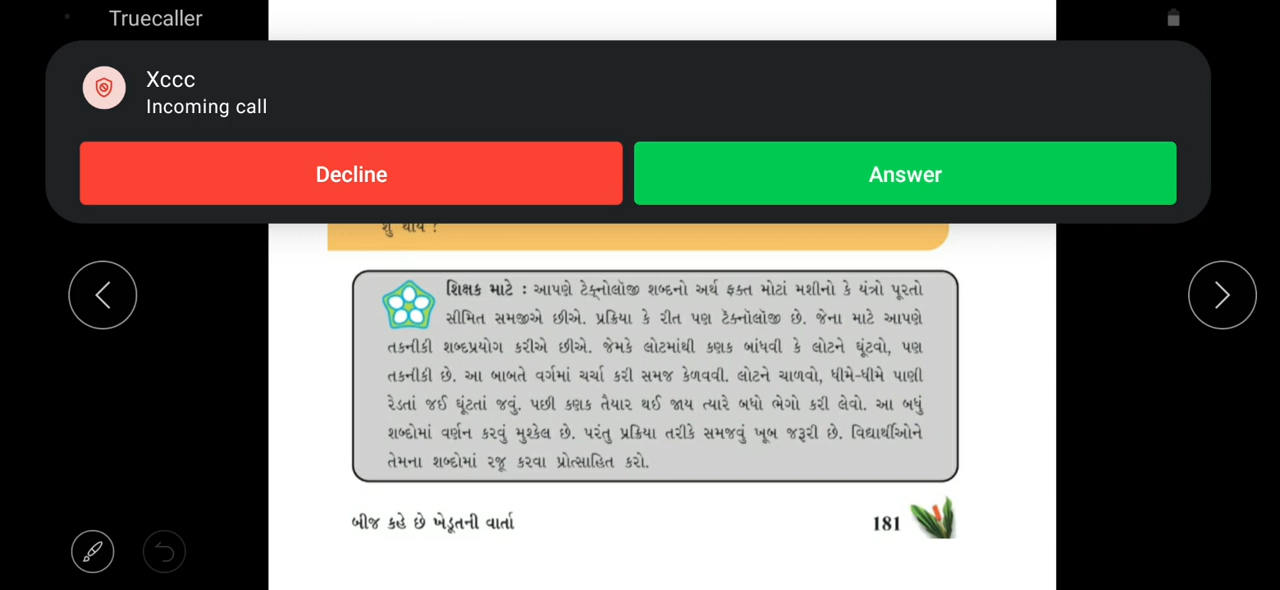 Truecaller
Xccc
Incoming call
Decline
Answer
શું થાય ?
શિક્ષક માટે : આપણે ટેક્નોલૉજી શબ્દનો અર્થ ફક્ત મોટાં મશીનો કે યંત્રો પૂરતો
સીમિત સમજીએ છીએ. પ્રક્રિયા કે રીત પણ ટૅક્નૉલૉજી છે. જેના માટે આપણે
તકનીકી શબ્દપ્રયોગ કરીએ છીએ. જેમકે લોટમાંથી કણક બાંધવી કે લોટને ઘૂંટવો, પણ
તકનીકી છે. આ બાબતે વર્ગમાં ચર્ચા કરી સમજ કેળવવી. લોટને ચાળવો, ધીમે-ધીમે પાણી
રેડતાં જઈ ઘૂંટતાં જવું. પછી કણક તૈયાર થઈ જાય ત્યારે બધો ભેગો કરી લેવો. આ બધું
શબ્દોમાં વર્ણન કરવું મુશ્કેલ છે. પરંતુ પ્રક્રિયા તરીકે સમજવું ખૂબ જરૂરી છે. વિદ્યાર્થીઓને
તેમના શબ્દોમાં રજૂ કરવા પ્રોત્સાહિત કરો.
બીજ કહે છે ખેડૂતની વાર્તા
181